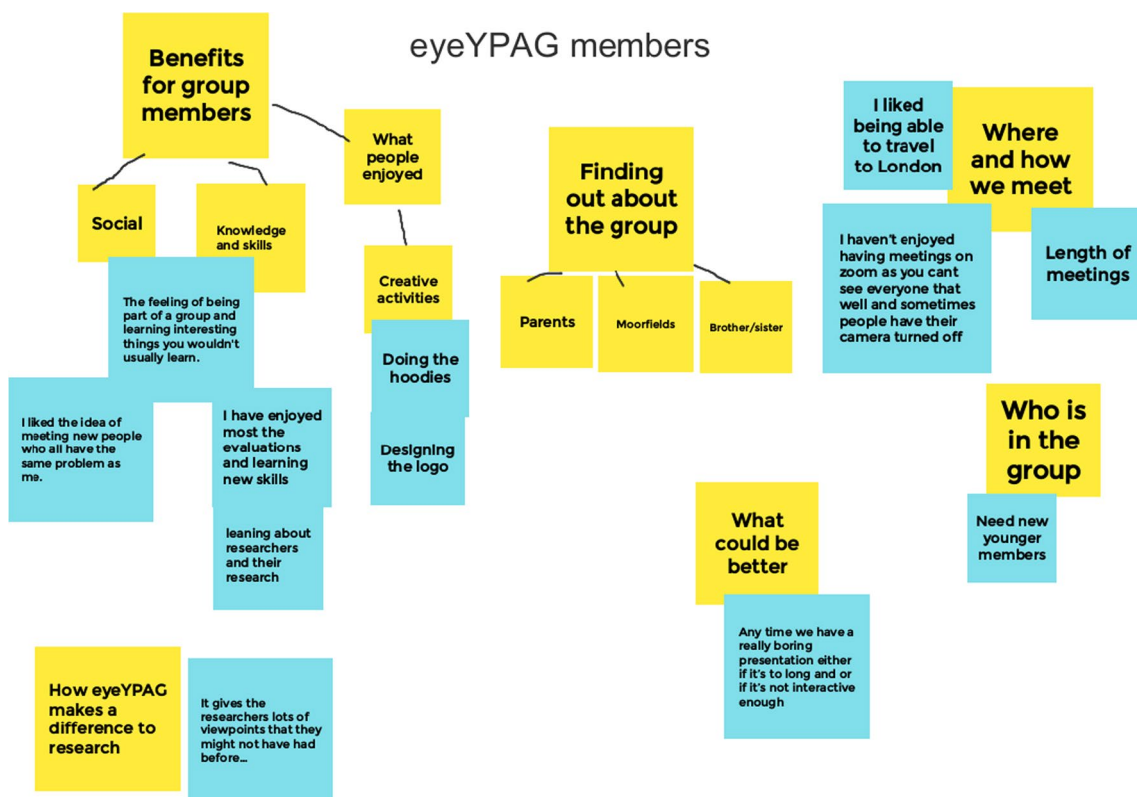 eyeYPAG members
Benefits
for group
members
What
people
enjoyed
Social
Knowledge
and skills
The feeling of being
part of a group and
learning interesting
things you wouldn't
usually learn.
I liked the idea of
meeting new people
who all have the
same problem as
me.
I have enjoyed
most the
evaluations
and learning
new skills
leaning about
researchers
and their
research
Creative
activities
Doing the
hoodies
Designing
the logo
Finding
out about
the group
Parents
Moorfields
Brother/sister
I liked
being able
to travel
to London
Where
and how
we meet
I haven't enjoyed
having meetings on
zoom as you cant
see everyone that
well and sometimes
people have their
camera turned off
Length of
meetings
Who is
in the
group
Need new
younger
members
What
could be
better
Any time we have a
really boring
presentation either
if it's to long and or
if it's not interactive
enough
How eyeYPAG
makes a
difference to
research
It gives the
researchers lots of
viewpoints that they
might not have had
before...